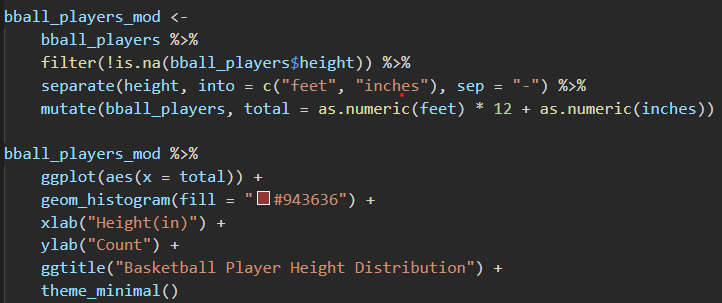 bball_players_mod <-
    bball_players %>%
    filter(!is.na(bball_players$height)) %>%
    separate(height, into = c("feet", "inches"), sep = "-") %>%
    mutate(bball_players, total = as.numeric(feet) * 12 + as.numeric(inches))

bball_players_mod %>%
    ggplot(aes(x = total)) +
    geom_histogram(fill = "#943636") +
    xlab("Height(in)") +
    ylab("Count") +
    ggtitle("Basketball Player Height Distribution") +
    theme_minimal()